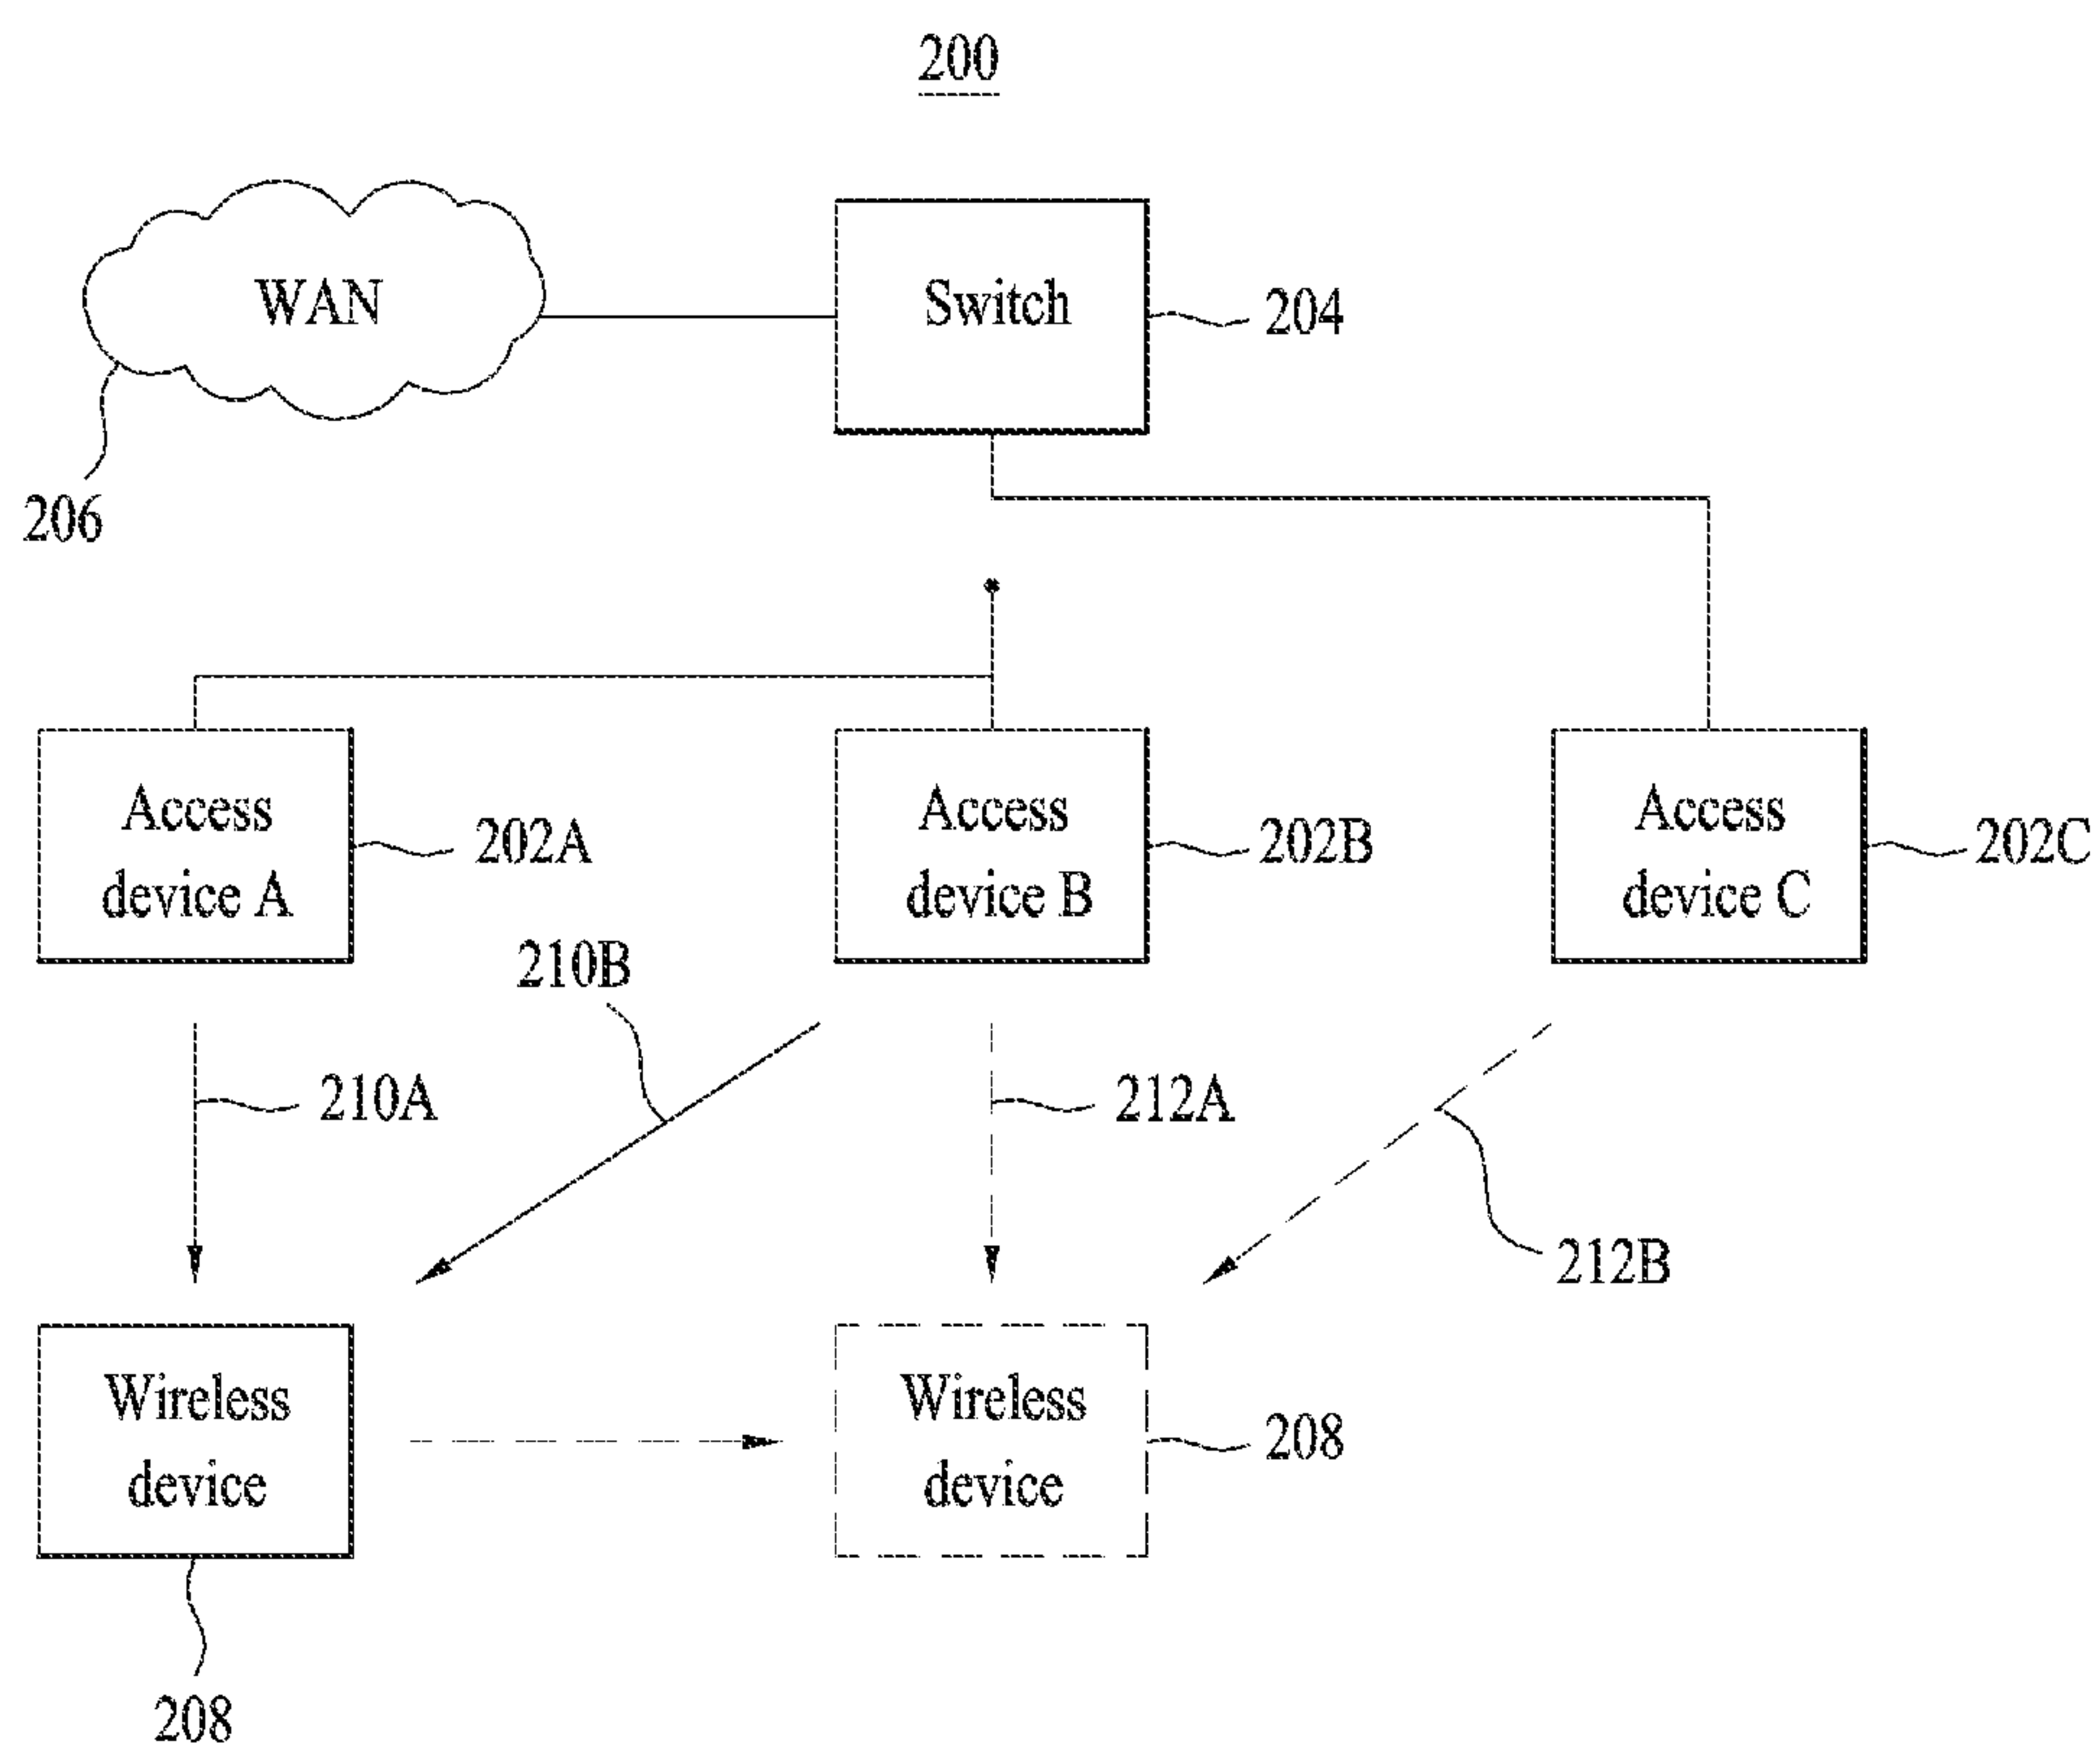 200
WAN
Switch
204
206
Access
device A
202A
Access
device B
202B
Access
device C
202C
210B
210A
212A
212B
Wireless
device
Wireless
device
208
208